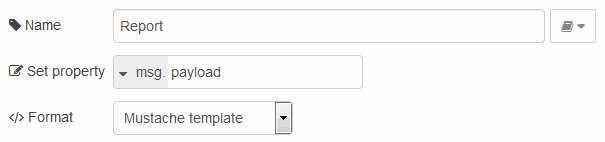 Name Report
Set property msg. payload
</> Format Mustache template